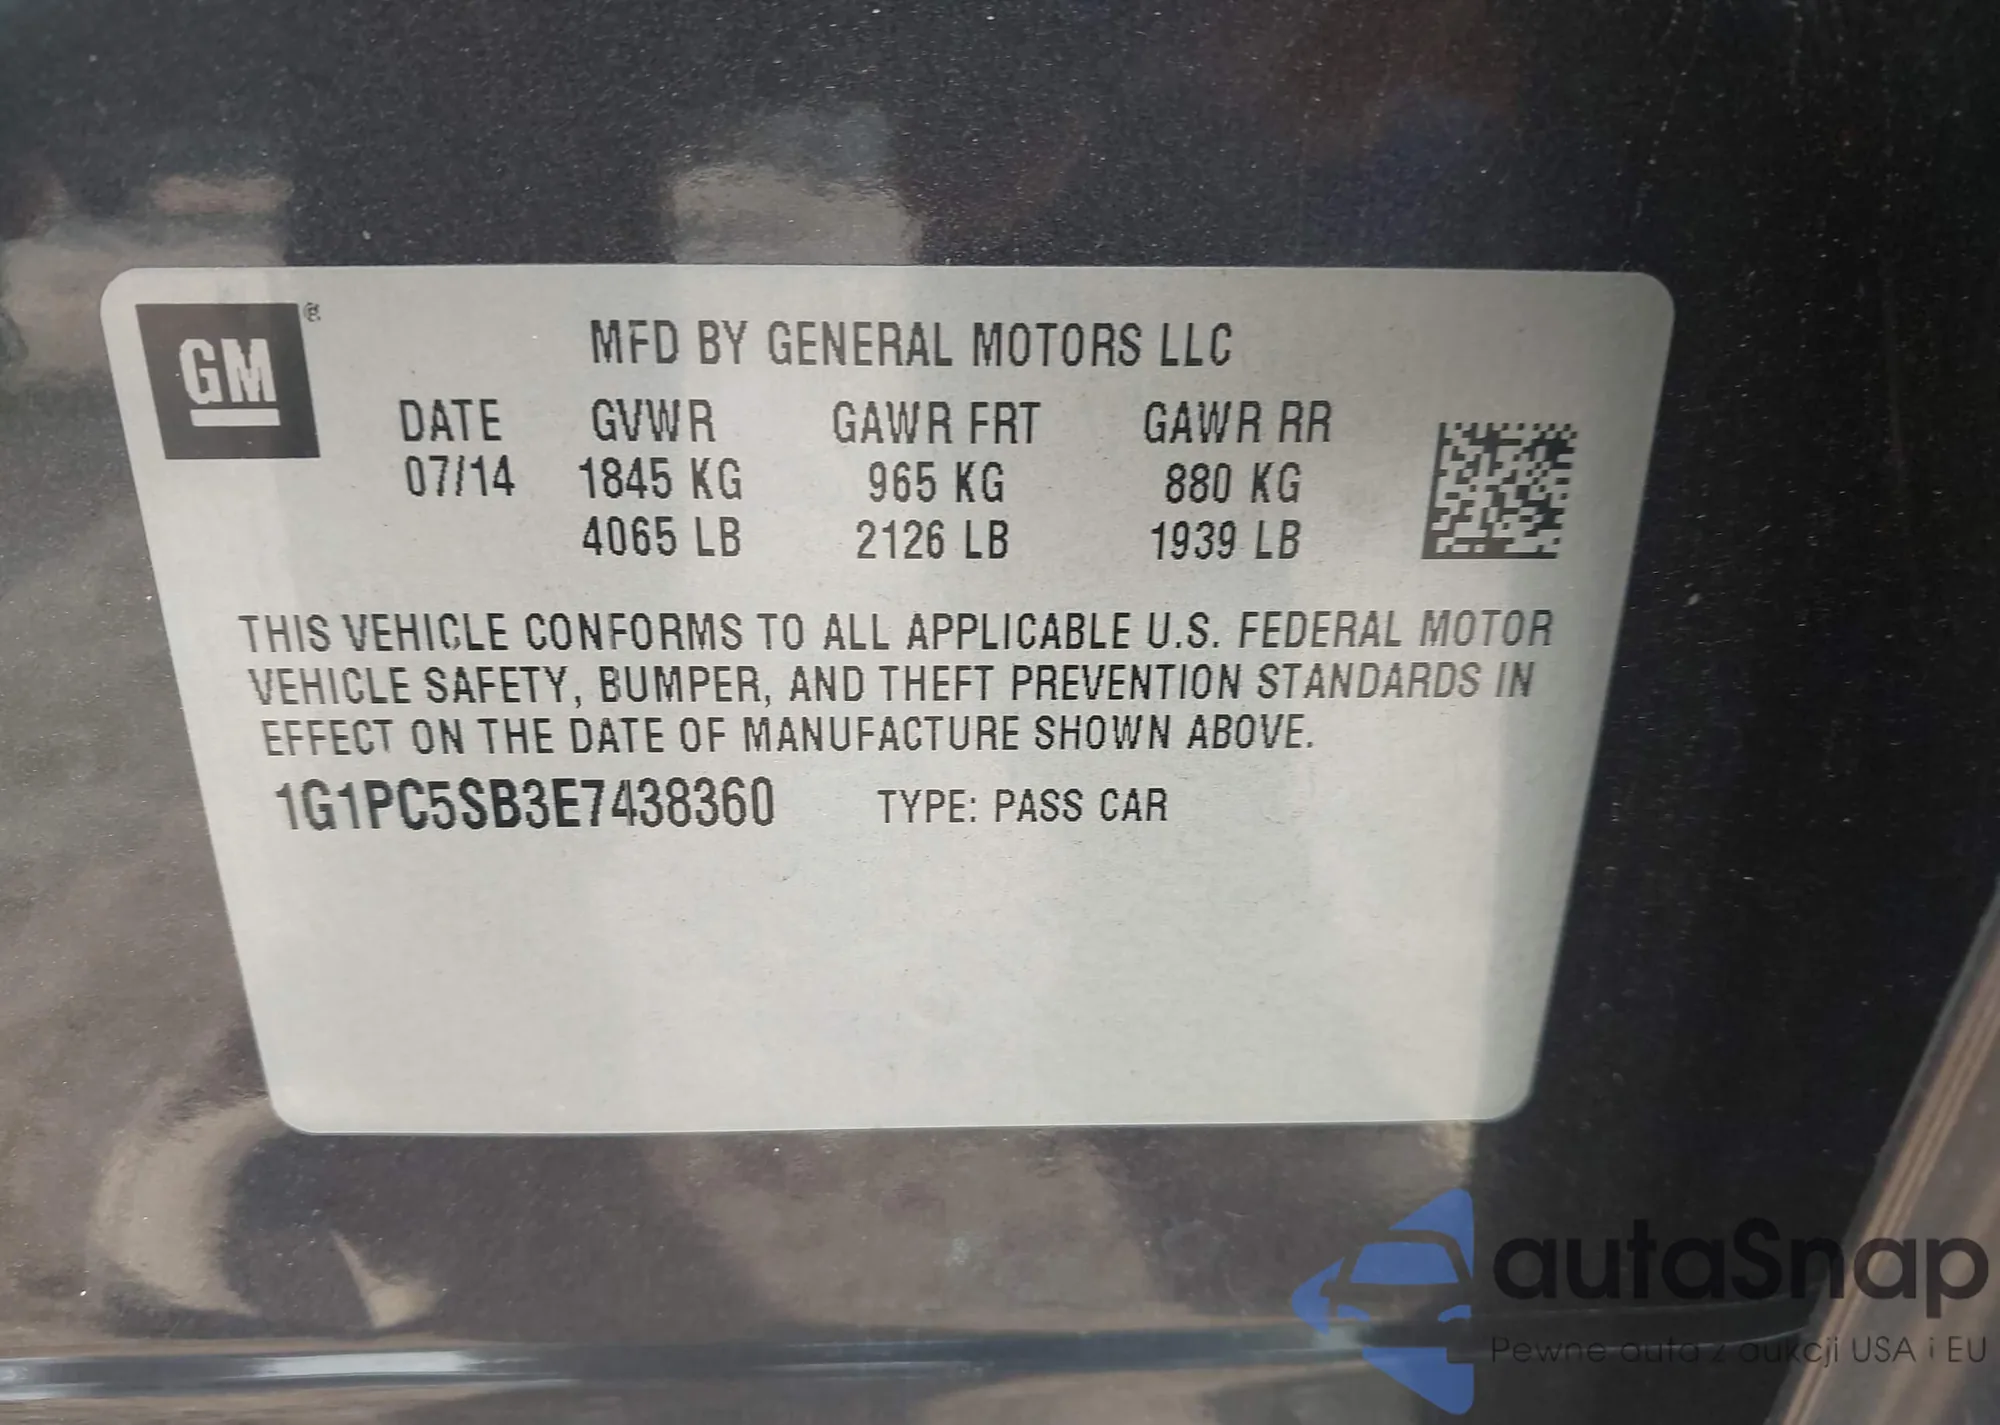 GM®
MFD BY GENERAL MOTORS LLC
DATE GVWR GAWR FRT GAWR RR
07/14 1845 KG 965 KG 880 KG
4065 LB 2126 LB 1939 LB
THIS VEHICLE CONFORMS TO ALL APPLICABLE U.S. FEDERAL MOTOR
VEHICLE SAFETY, BUMPER, AND THEFT PREVENTION STANDARDS IN
EFFECT ON THE DATE OF MANUFACTURE SHOWN ABOVE.
1G1PC5SB3E7438360 TYPE: PASS CAR
autaSnap
Pewne auta z aukcji USA i EU